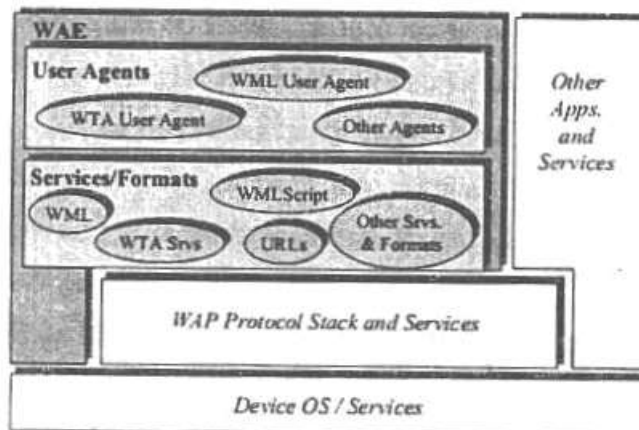 WAE
User Agents
WML User Agent
WTA User Agent
Other Agents
Services/Formats
WMLScript
WML
WTA Srvs
URLs
Other Srvs.
& Formats
Other
Apps.
and
Services
WAP Protocol Stack and Services
Device OS / Services